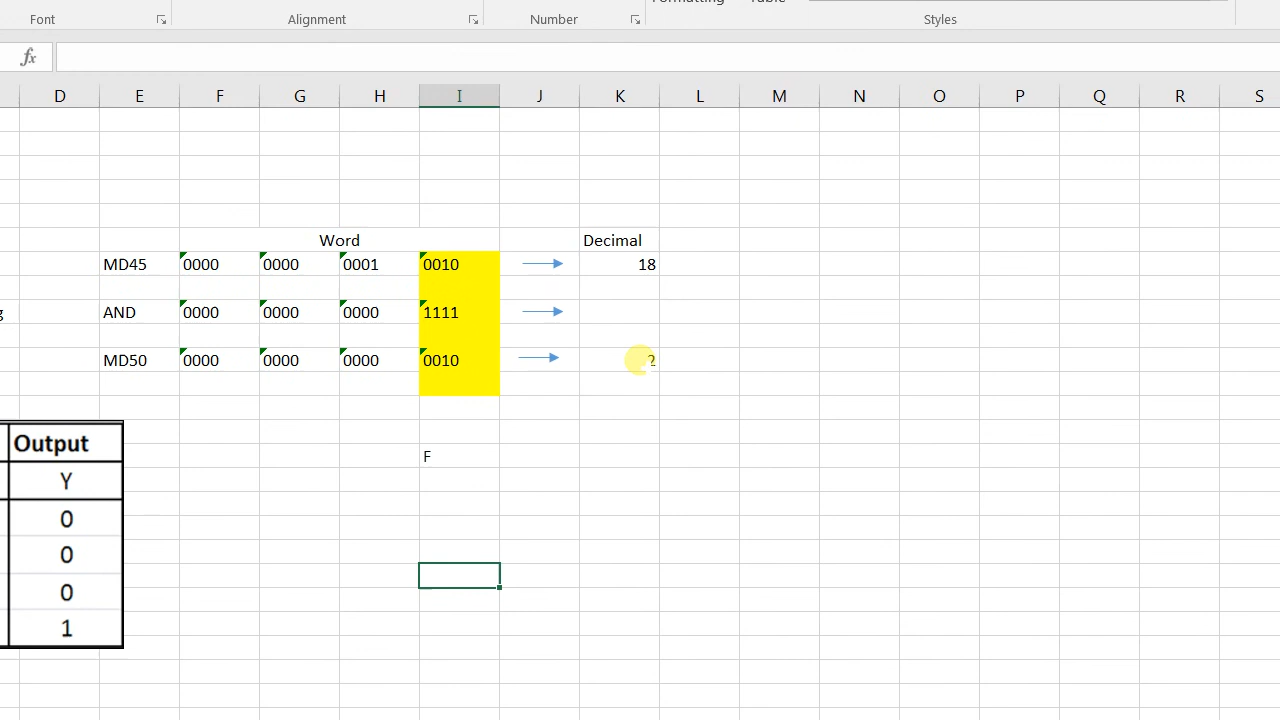 Font Alignment Number Styles
fx
D E F G H I J K L M N O P Q R S
Word Decimal
MD45 0000 0000 0001 0010 18
g AND 0000 0000 0000 1111
MD50 0000 0000 0000 0010 2
Output
F
Y
0
0
0
1